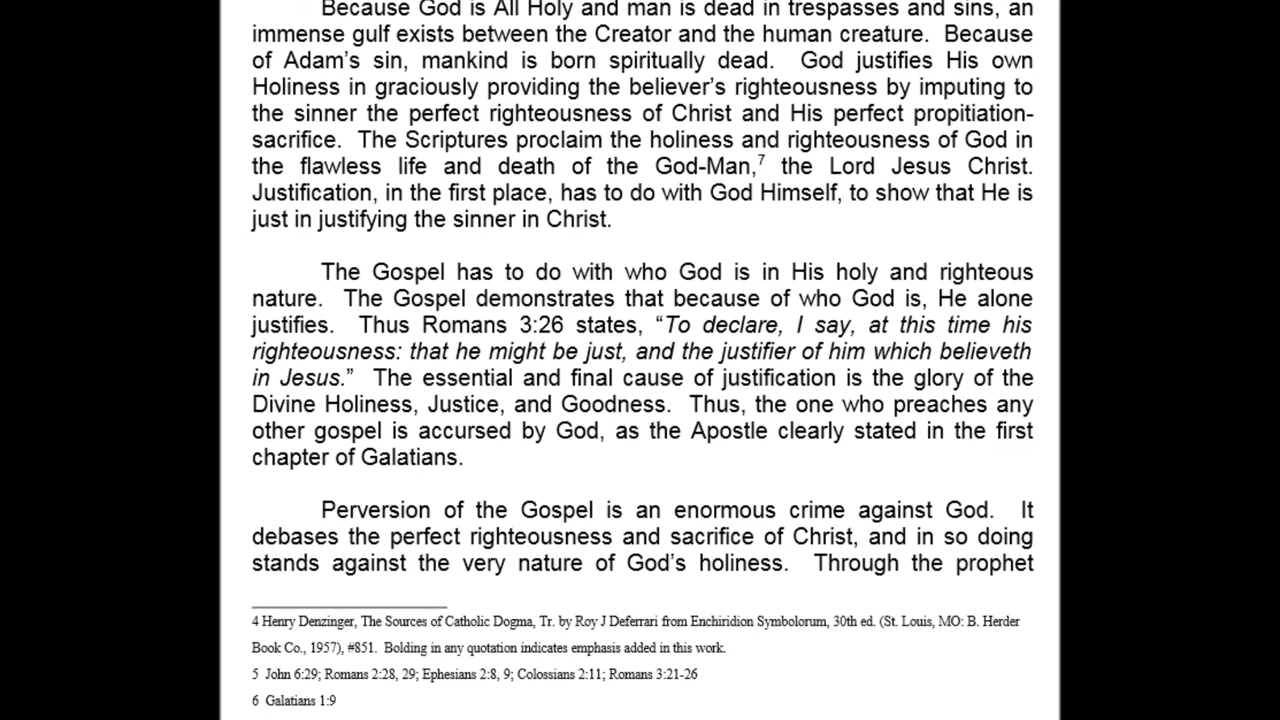 Because God is All Holy and man is dead in trespasses and sins, an
immense gulf exists between the Creator and the human creature.  Because
of Adam's sin, mankind is born spiritually dead.  God justifies His own
Holiness in graciously providing the believer's righteousness by imputing to
the sinner the perfect righteousness of Christ and His perfect propitiation-
sacrifice.  The Scriptures proclaim the holiness and righteousness of God in
the flawless life and death of the God-Man,7 the Lord Jesus Christ.
Justification, in the first place, has to do with God Himself, to show that He is
just in justifying the sinner in Christ.
The Gospel has to do with who God is in His holy and righteous
nature.  The Gospel demonstrates that because of who God is, He alone
justifies.  Thus Romans 3:26 states, “To declare, I say, at this time his
righteousness: that he might be just, and the justifier of him which believeth
in Jesus.”  The essential and final cause of justification is the glory of the
Divine Holiness, Justice, and Goodness.  Thus, the one who preaches any
other gospel is accursed by God, as the Apostle clearly stated in the first
chapter of Galatians.
Perversion of the Gospel is an enormous crime against God.  It
debases the perfect righteousness and sacrifice of Christ, and in so doing
stands against the very nature of God's holiness.  Through the prophet
4 Henry Denzinger, The Sources of Catholic Dogma, Tr. by Roy J Deferrari from Enchiridion Symbolorum, 30th ed. (St. Louis, MO: B. Herder
Book Co., 1957), #851.  Bolding in any quotation indicates emphasis added in this work.
5  John 6:29; Romans 2:28, 29; Ephesians 2:8, 9; Colossians 2:11; Romans 3:21-26
6  Galatians 1:9